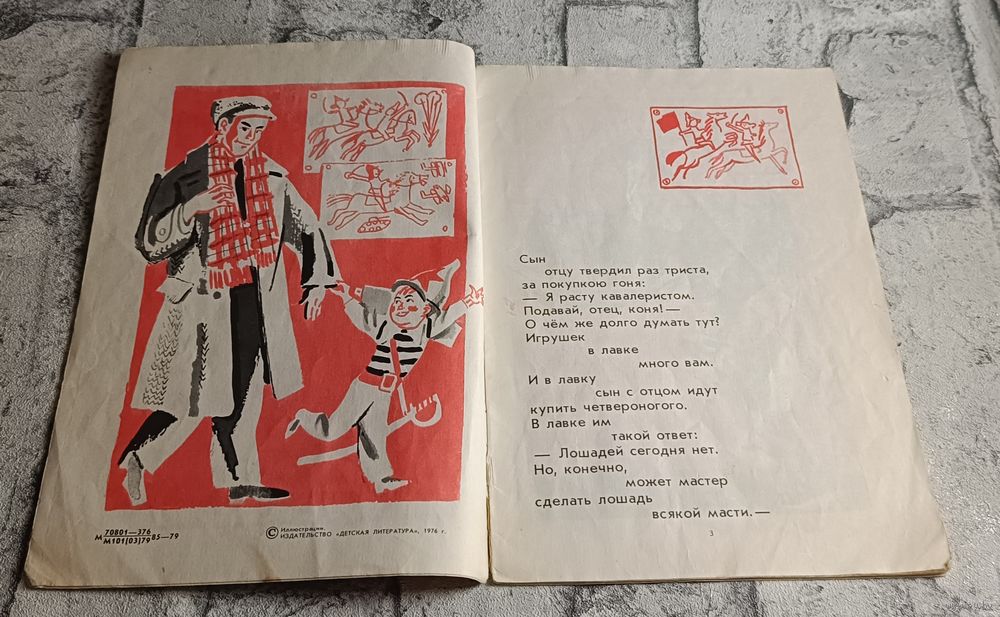 М 70801—376
М101(03)79 85—79
© Иллюстрации.
ИЗДАТЕЛЬСТВО «ДЕТСКАЯ ЛИТЕРАТУРА», 1976 г.
Сын
отцу твердил раз триста,
за покупкою гоня:
— Я расту кавалеристом.
Подавай, отец, коня!—
О чём же долго думать тут?
Игрушек
в лавке
много вам.
И в лавку
сын с отцом идут
купить четвероногого.
В лавке им
такой ответ:
— Лошадей сегодня нет.
Но, конечно,
может мастер
сделать лошадь
всякой масти.—
3